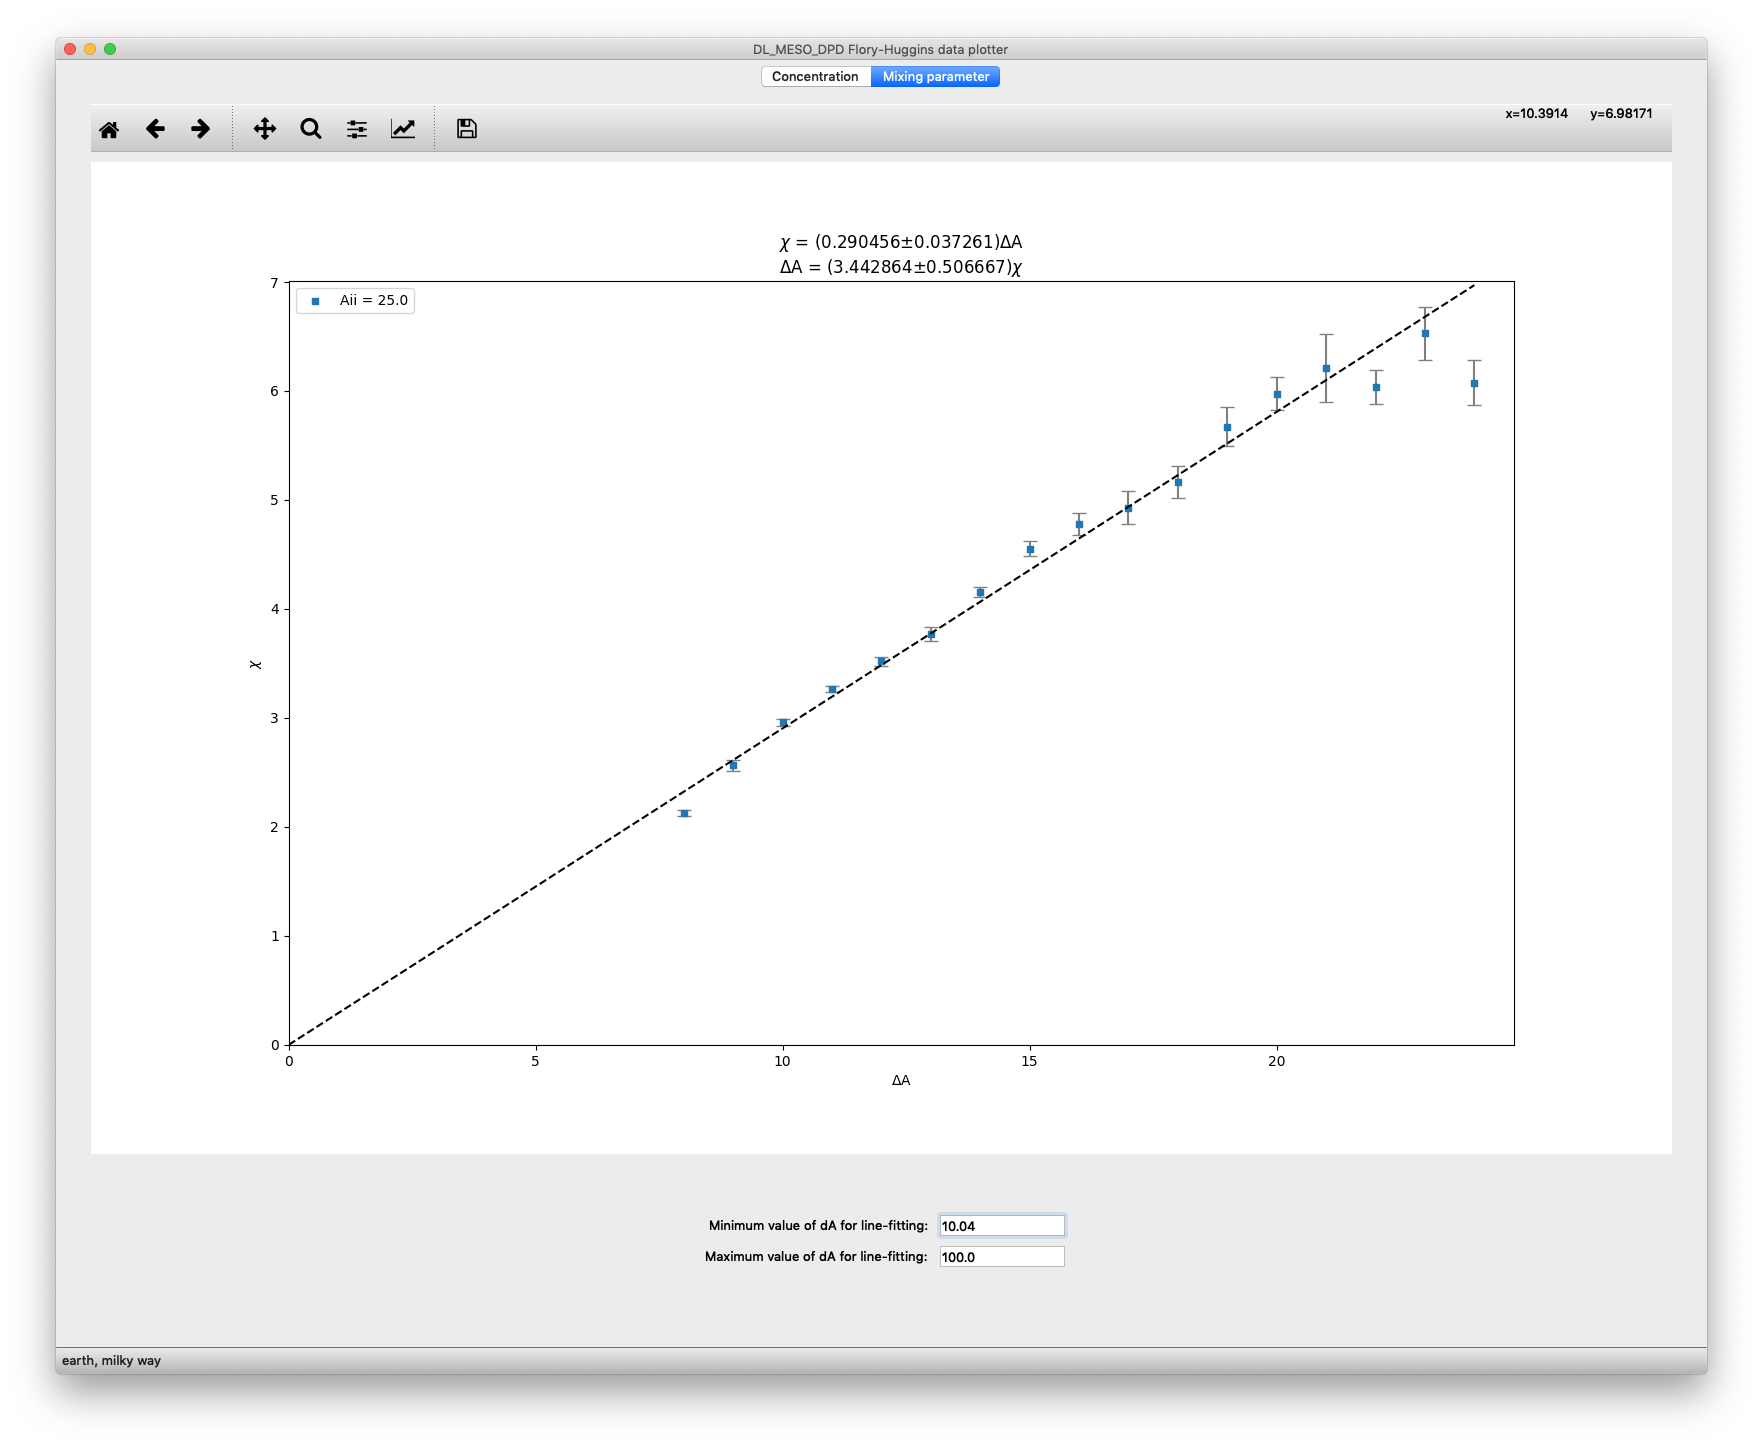 DL_MESO_DPD Flory-Huggins data plotter
Concentration Mixing parameter
x=10.3914 y=6.98171
χ = (0.290456±0.037261)ΔA
ΔA = (3.442864±0.506667)χ
Aii = 25.0
7
6
5
4
3
2
1
0
χ
0 5 10 15 20
ΔA
Minimum value of dA for line-fitting: 10.04
Maximum value of dA for line-fitting: 100.0
earth, milky way